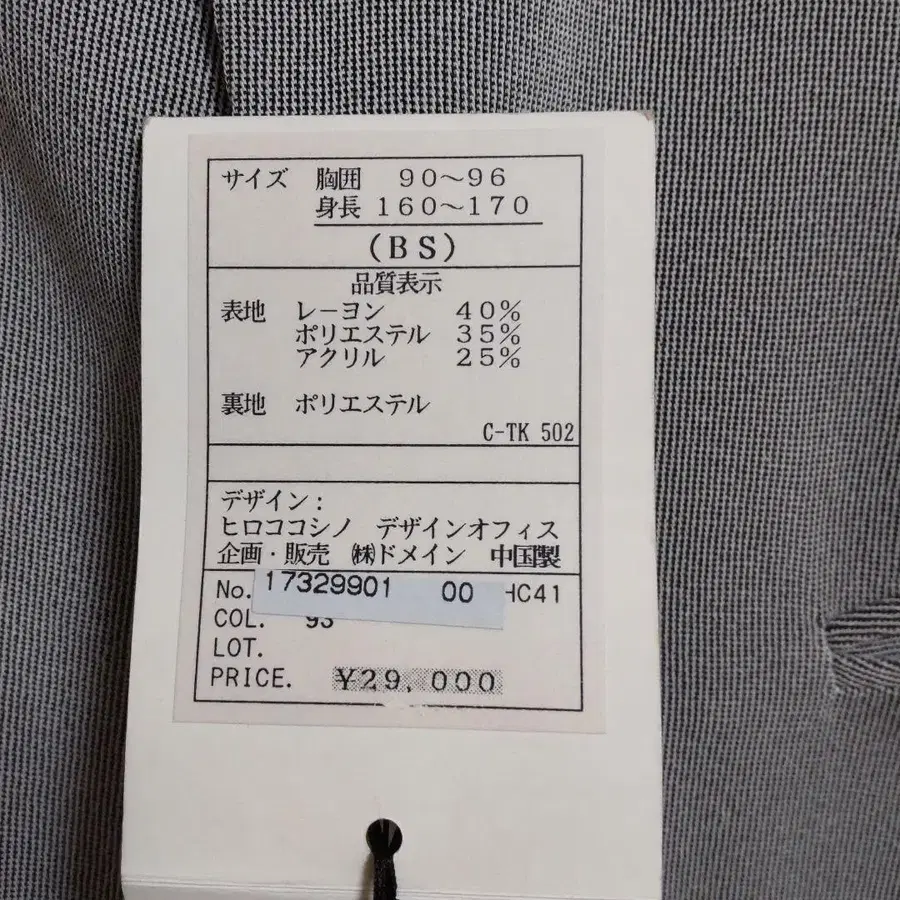 サイズ 胸囲 90～96
身長 160～170
(BS)
品質表示
表地 レーヨン 40%
ポリエステル 35%
アクリル 25%
裏地 ポリエステル
C-TK 502
デザイン:
ヒロココシノ デザインオフィス
企画・販売 ㈱ドメイン 中国製
No. 17329901 00 HC41
COL. 93
LOT.
PRICE. ¥29,000